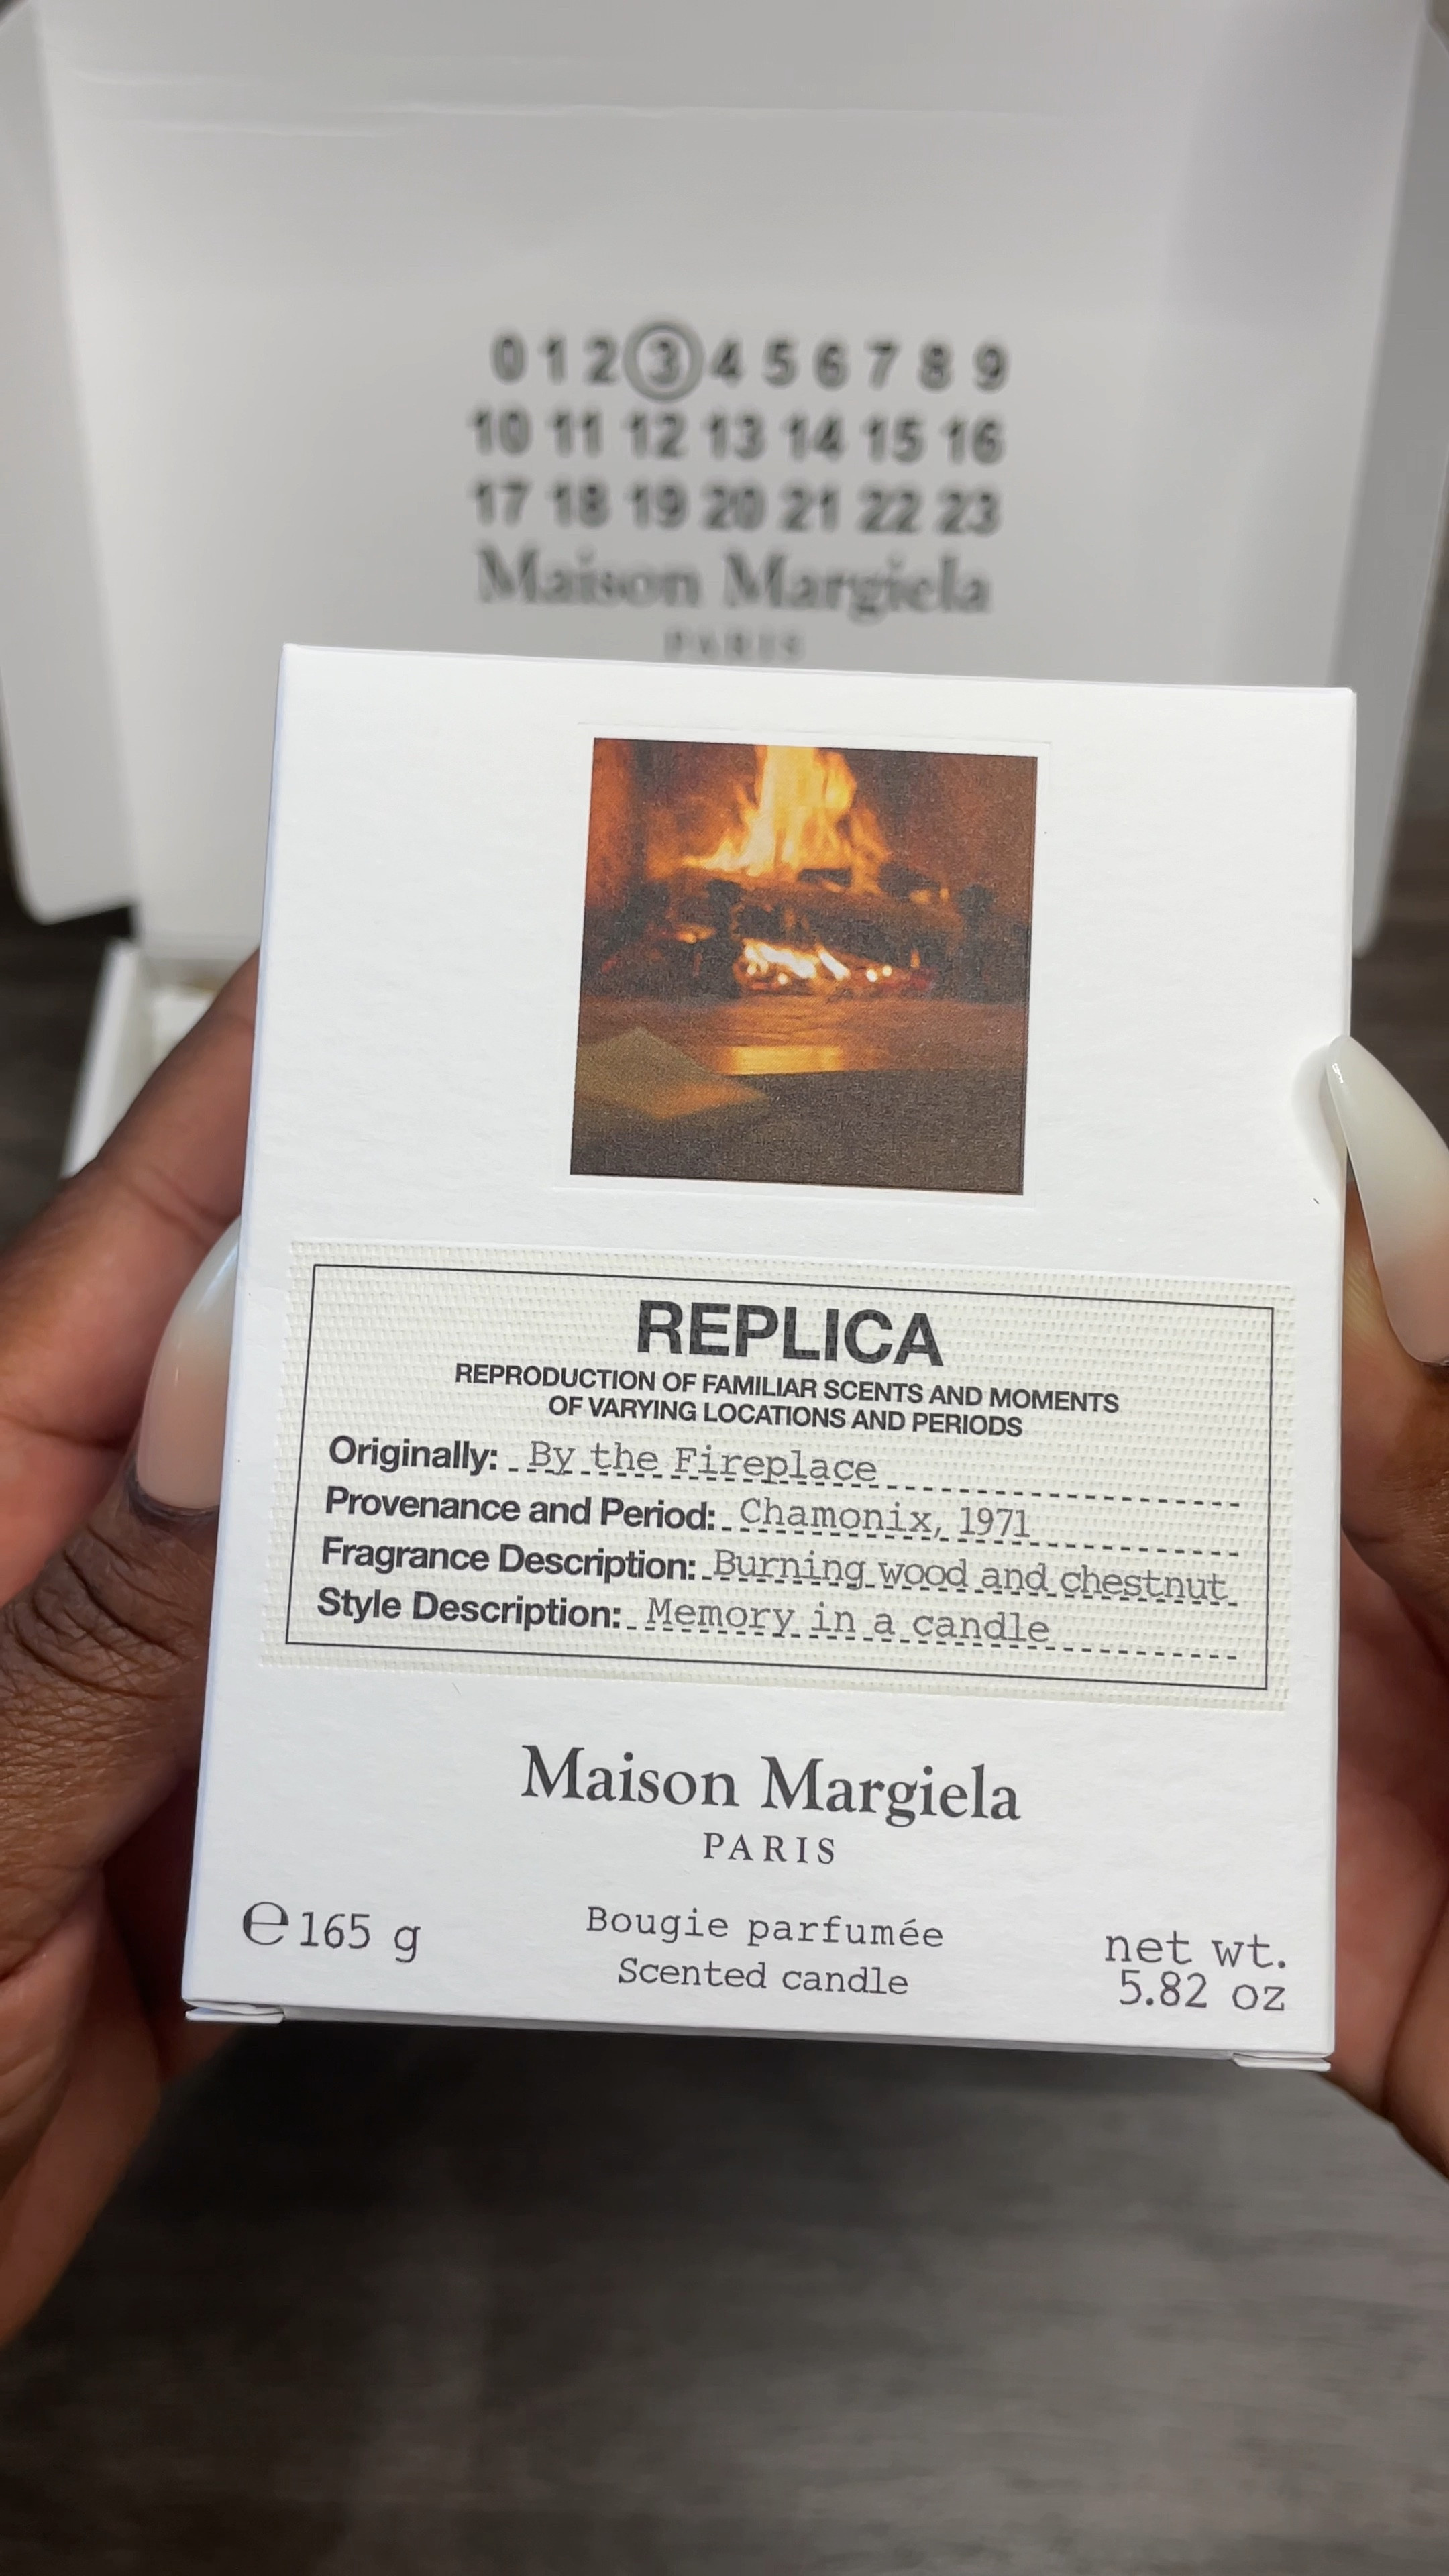 0 1 2 3 4 5 6 7 8 9
10 11 12 13 14 15 16
17 18 19 20 21 22 23
Maison Margiela
PARIS
REPLICA
REPRODUCTION OF FAMILIAR SCENTS AND MOMENTS
OF VARYING LOCATIONS AND PERIODS
Originally: By the Fireplace
Provenance and Period: Chamonix, 1971
Fragrance Description: Burning wood and chestnut
Style Description: Memory in a candle
Maison Margiela
PARIS
℮165 g
Bougie parfumée
Scented candle
net wt.
5.82 oz